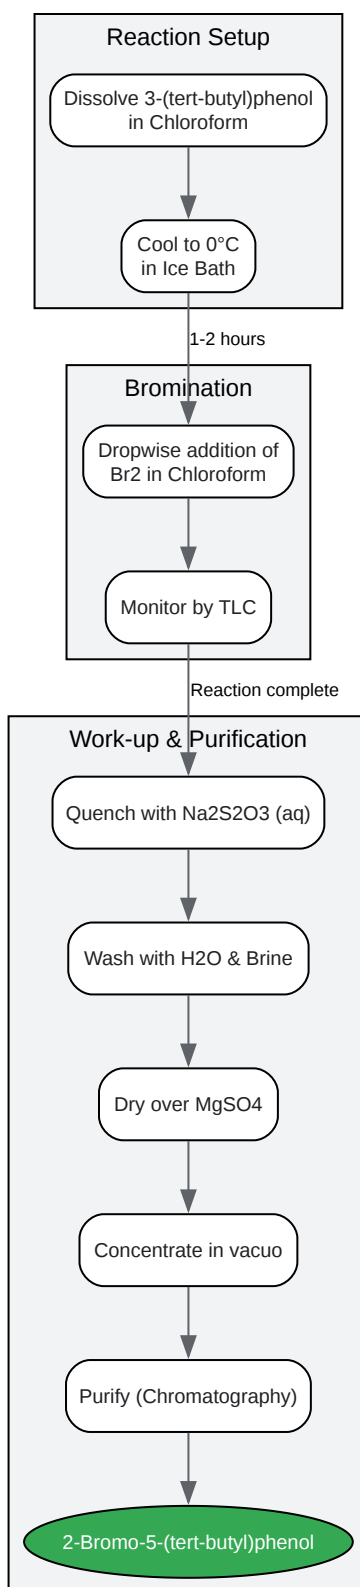 Reaction Setup
Dissolve 3-(tert-butyl)phenol
in Chloroform
Cool to 0°C
in Ice Bath
1-2 hours
Bromination
Dropwise addition of
Br2 in Chloroform
Monitor by TLC
Reaction complete
Work-up & Purification
Quench with Na2S2O3 (aq)
Wash with H2O & Brine
Dry over MgSO4
Concentrate in vacuo
Purify (Chromatography)
2-Bromo-5-(tert-butyl)phenol